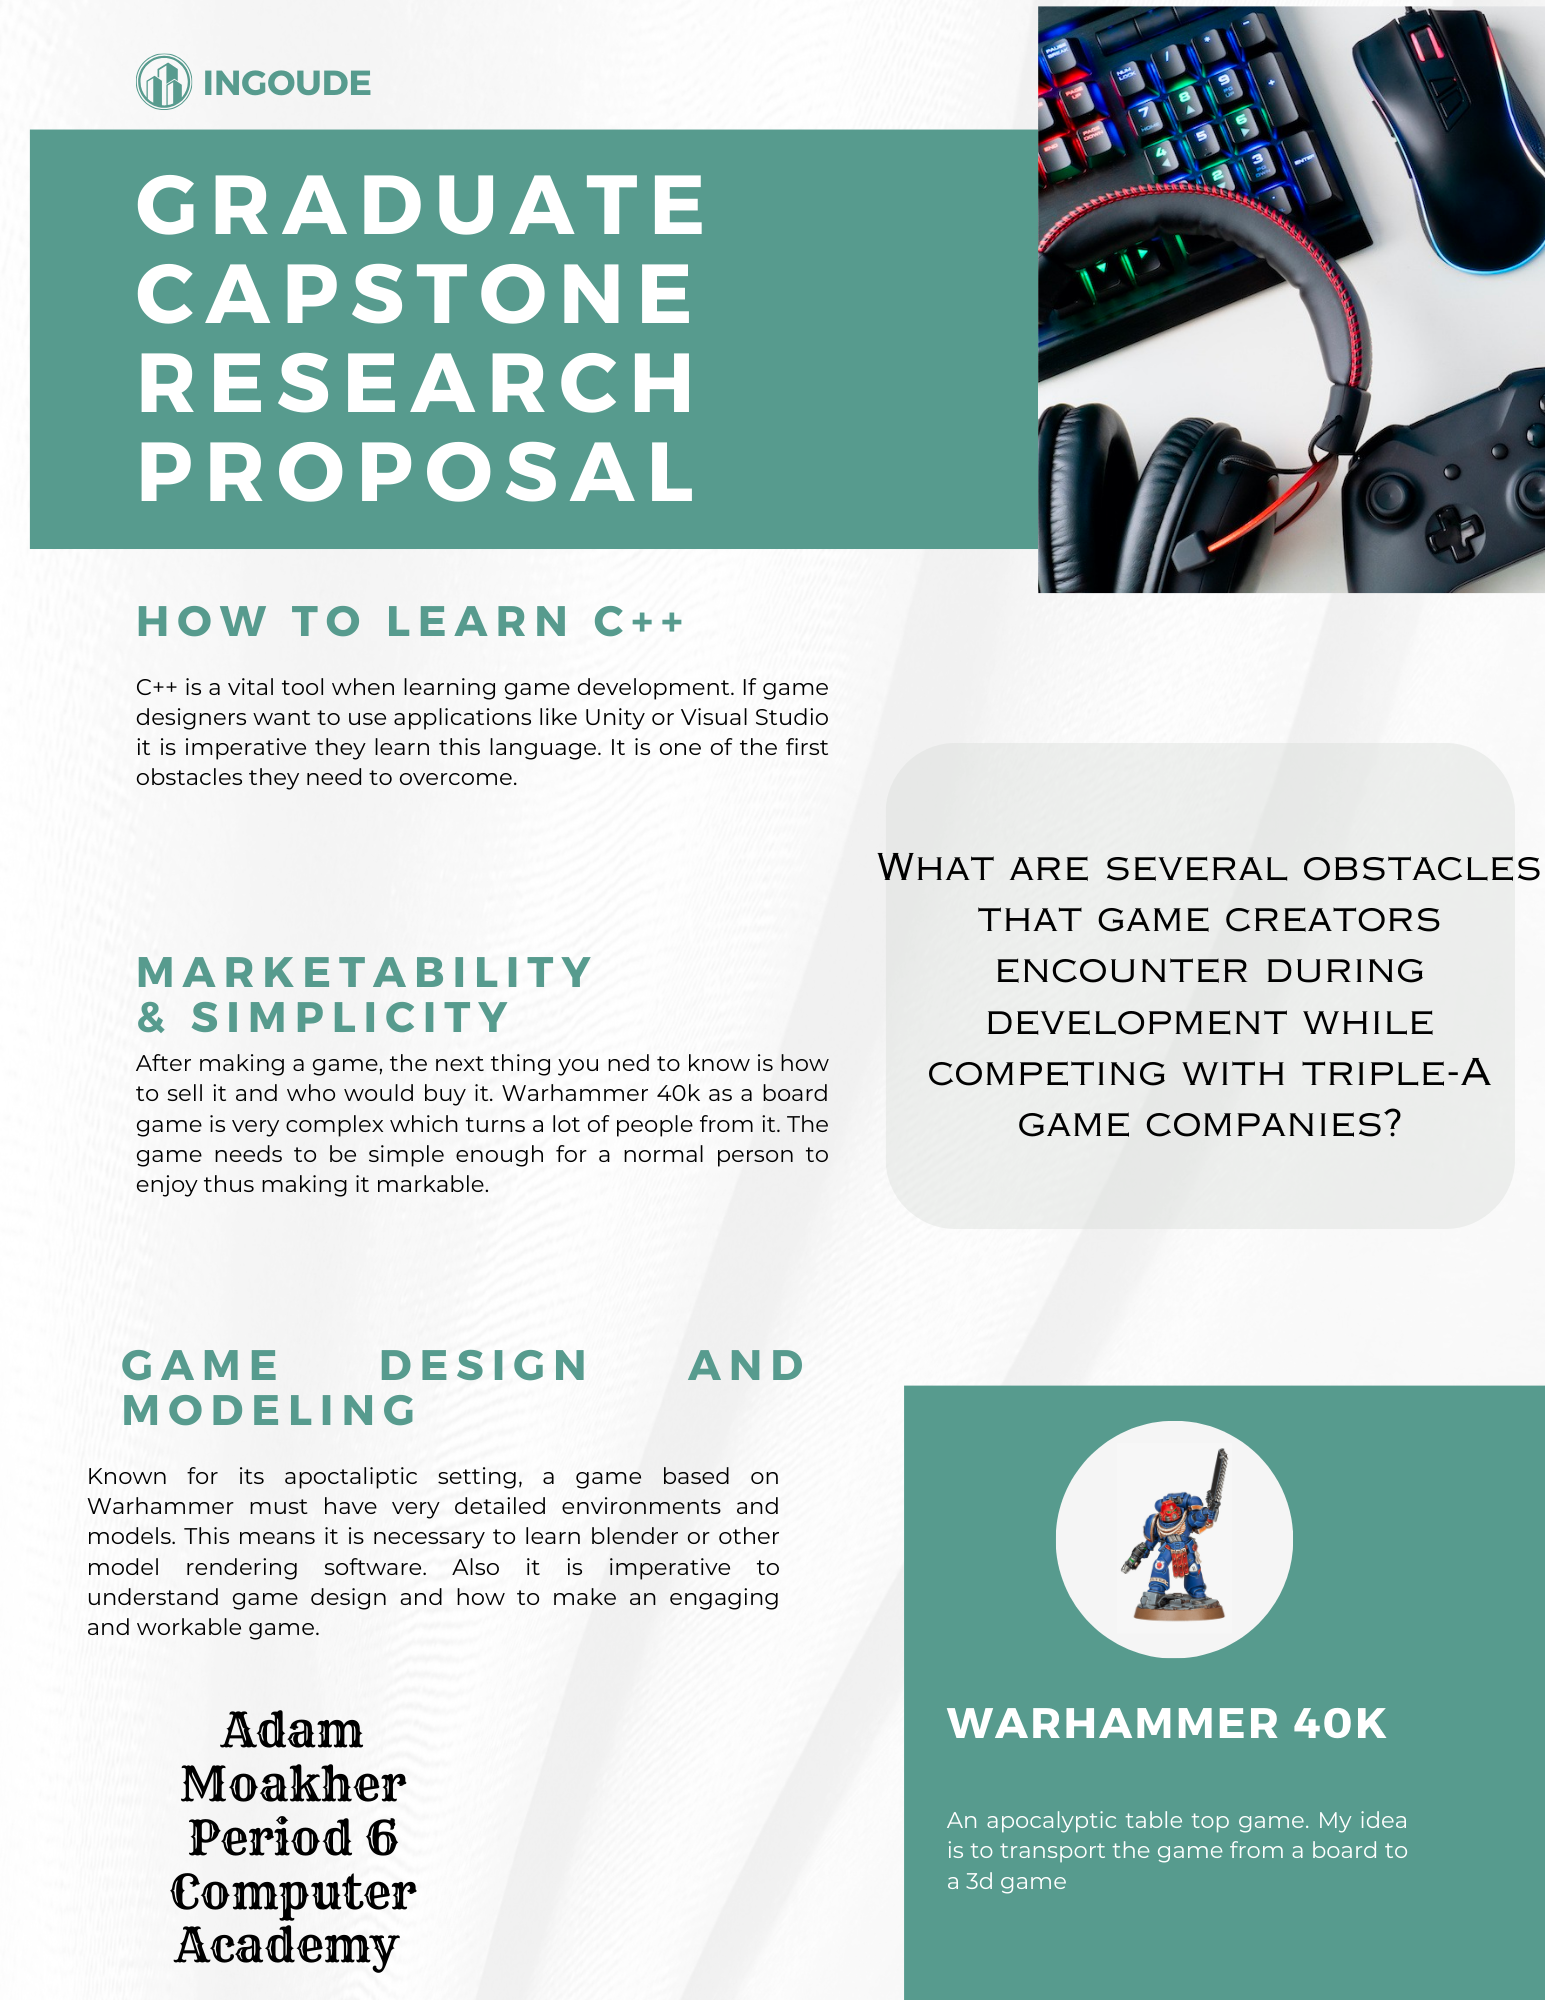 INGOUDE
GRADUATE
CAPSTONE
RESEARCH
PROPOSAL
HOW TO LEARN C++
C++ is a vital tool when learning game development. If game
designers want to use applications like Unity or Visual Studio
it is imperative they learn this language. It is one of the first
obstacles they need to overcome.
WHAT ARE SEVERAL OBSTACLES
THAT GAME CREATORS
ENCOUNTER DURING
DEVELOPMENT WHILE
COMPETING WITH TRIPLE-A
GAME COMPANIES?
MARKETABILITY
& SIMPLICITY
After making a game, the next thing you ned to know is how
to sell it and who would buy it. Warhammer 40k as a board
game is very complex which turns a lot of people from it. The
game needs to be simple enough for a normal person to
enjoy thus making it markable.
GAME DESIGN AND
MODELING
Known for its apoctaliptic setting, a game based on
Warhammer must have very detailed environments and
models. This means it is necessary to learn blender or other
model rendering software. Also it is imperative to
understand game design and how to make an engaging
and workable game.
Adam
Moakher
Period 6
Computer
Academy
WARHAMMER 40K
An apocalyptic table top game. My idea
is to transport the game from a board to
a 3d game